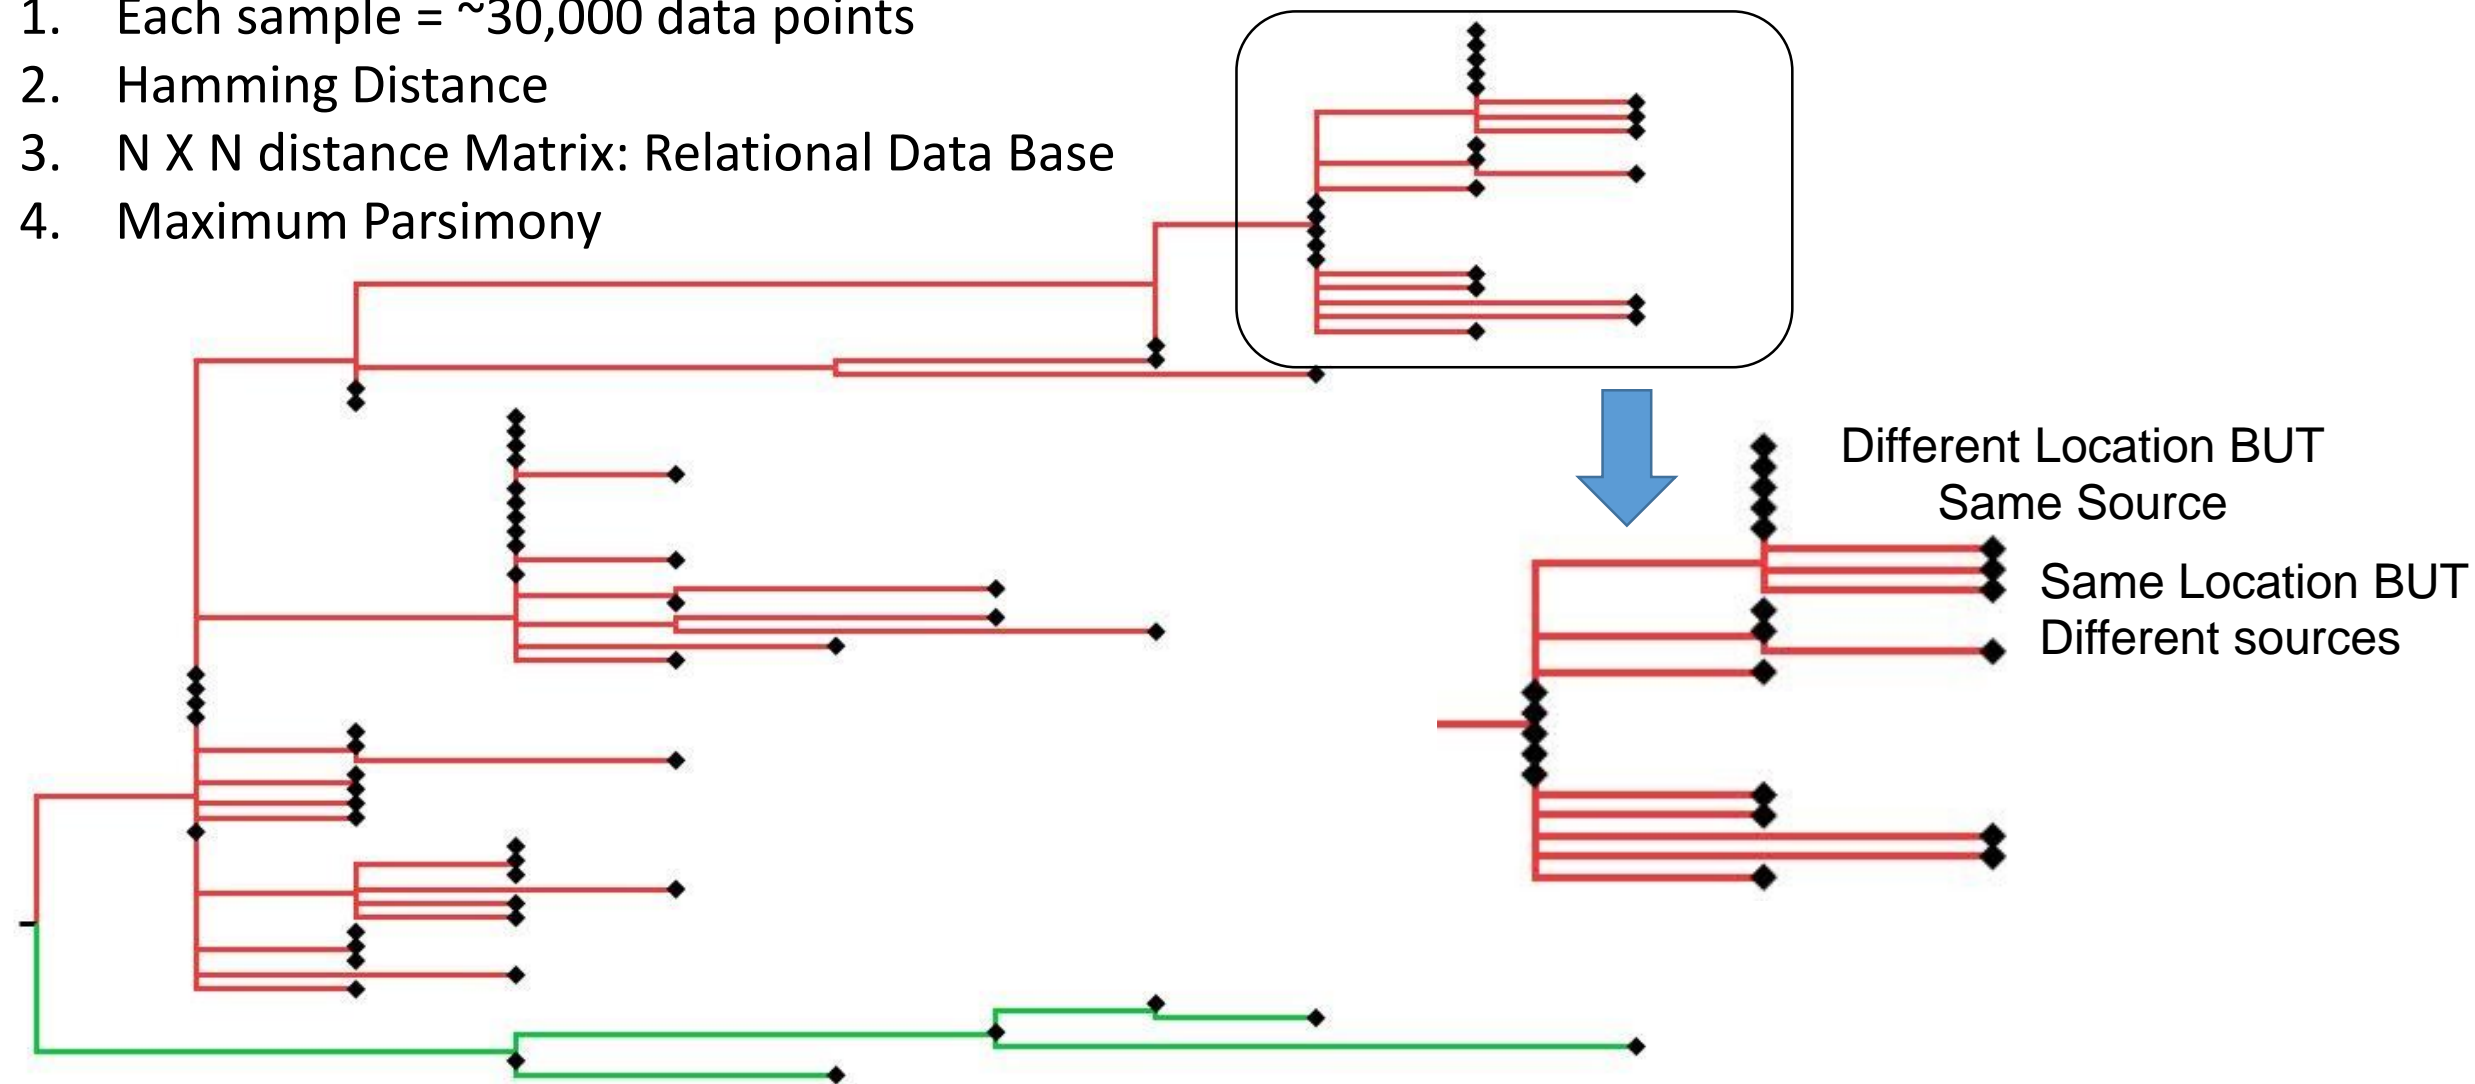 1. Each sample = ~30,000 data points
2. Hamming Distance
3. N X N distance Matrix: Relational Data Base
4. Maximum Parsimony
Different Location BUT
Same Source
Same Location BUT
Different sources